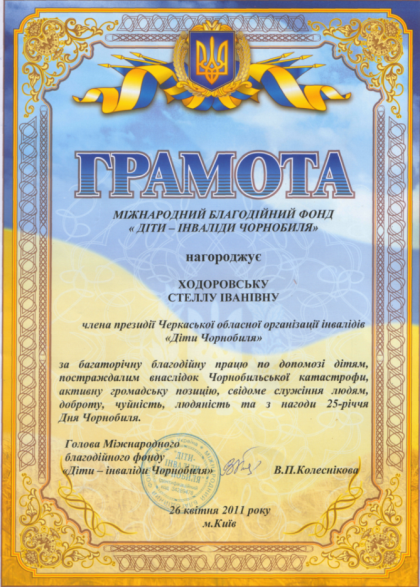 ГРАМОТА
МІЖНАРОДНИЙ БЛАГОДІЙНИЙ ФОНД
« ДІТИ – ІНВАЛІДИ ЧОРНОБИЛЯ»
нагороджує
ХОДОРОВСЬКУ
СТЕЛЛУ ІВАНІВНУ
члена президії Черкаської обласної організації інвалідів
«Діти Чорнобиля»
за багаторічну благодійну працю по допомозі дітям,
постраждалим внаслідок Чорнобильської катастрофи,
активну громадську позицію, свідоме служіння людям,
доброту, чуйність, людяність та з нагоди 25-річчя
Дня Чорнобиля.
Голова Міжнародного
благодійного фонду
«Діти – інваліди Чорнобиля»
В.П.Колеснікова
ДІТИ-
ІНВАЛІДИ
ЧОРНОБИЛЯ
26 квітня 2011 року
м.Київ